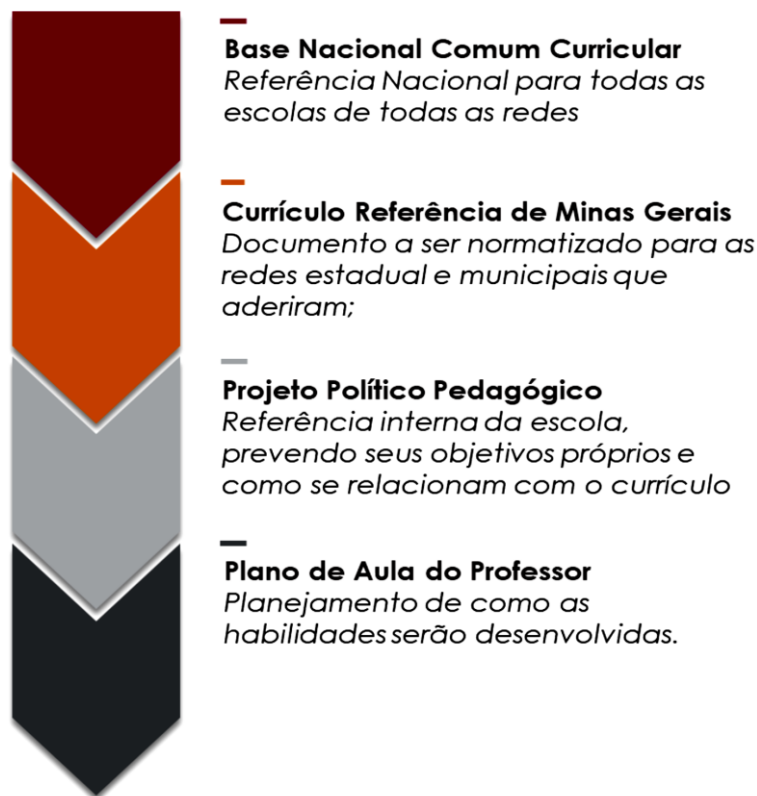 Base Nacional Comum Curricular
Referência Nacional para todas as
escolas de todas as redes
Currículo Referência de Minas Gerais
Documento a ser normatizado para as
redes estadual e municipais que
aderiram;
Projeto Político Pedagógico
Referência interna da escola,
prevendo seus objetivos próprios e
como se relacionam com o currículo
Plano de Aula do Professor
Planejamento de como as
habilidades serão desenvolvidas.